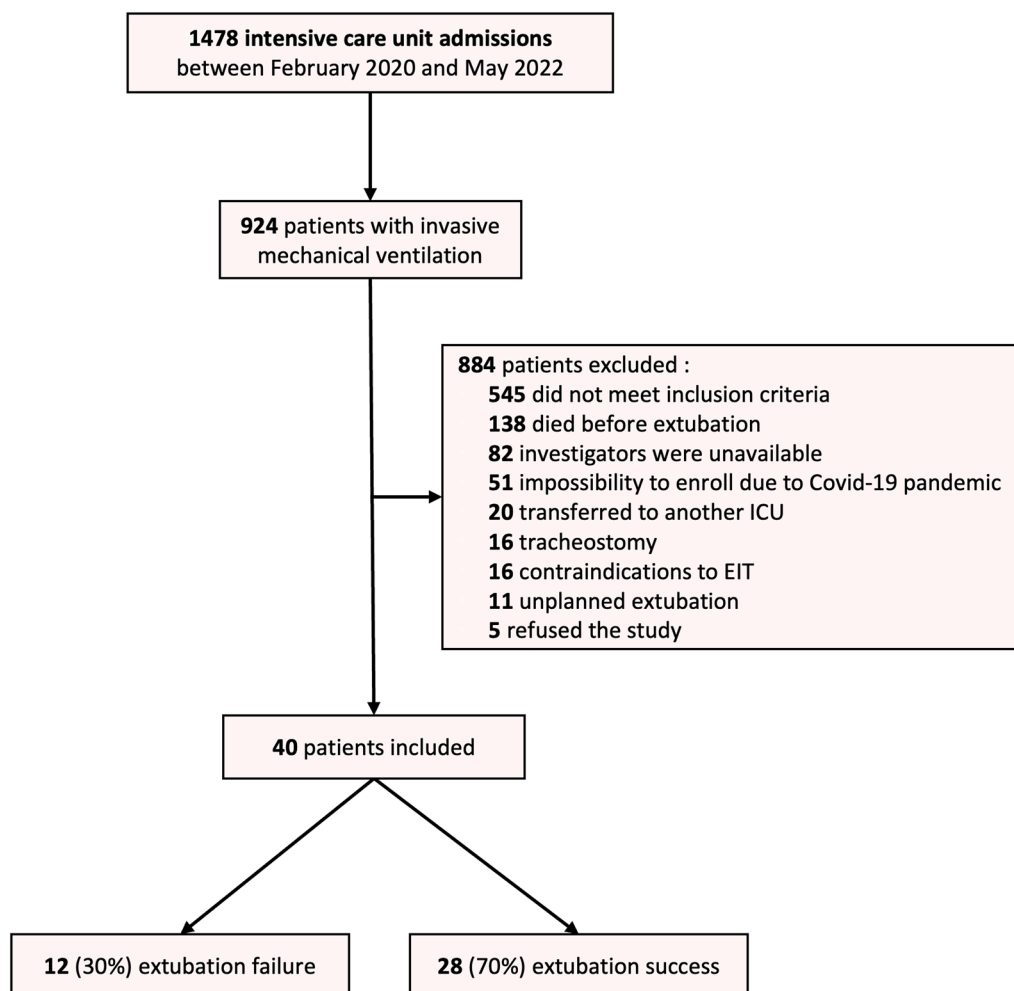 1478 intensive care unit admissions
between February 2020 and May 2022
924 patients with invasive
mechanical ventilation
884 patients excluded :
545 did not meet inclusion criteria
138 died before extubation
82 investigators were unavailable
51 impossibility to enroll due to Covid-19 pandemic
20 transferred to another ICU
16 tracheostomy
16 contraindications to EIT
11 unplanned extubation
5 refused the study
40 patients included
12 (30%) extubation failure
28 (70%) extubation success